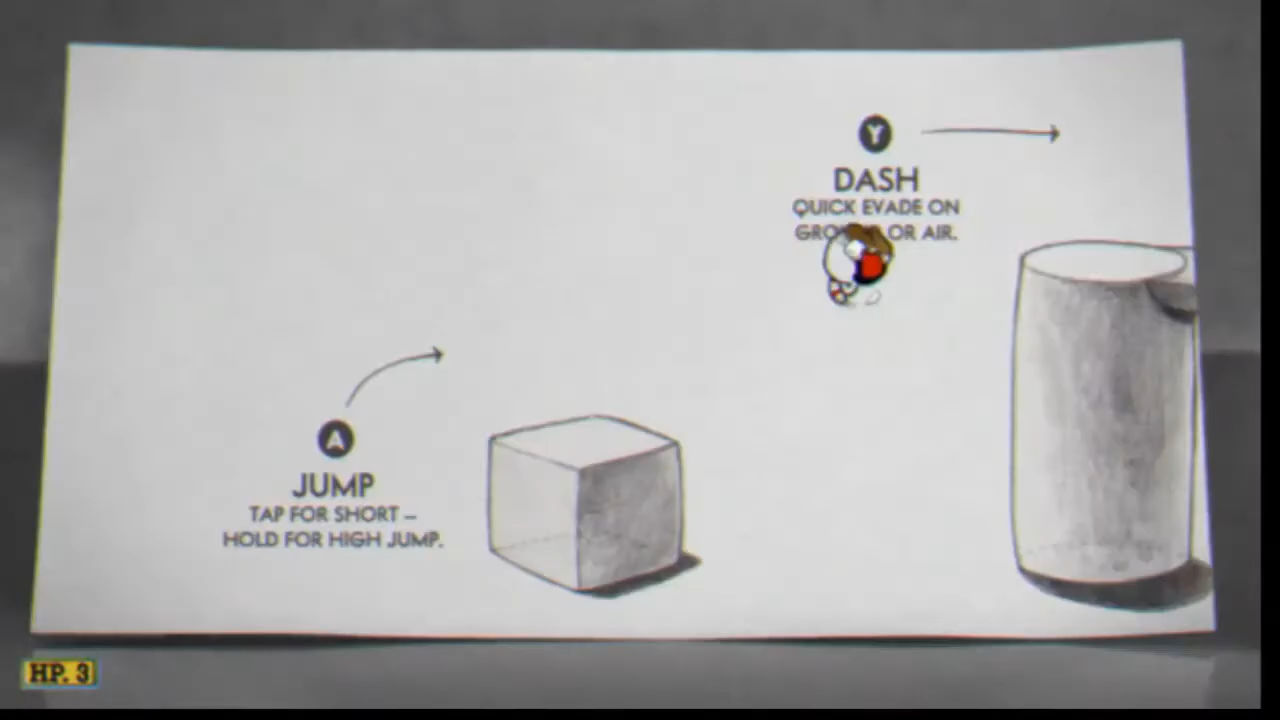 Y
DASH
QUICK EVADE ON
OR AIR.
A
JUMP
TAP FOR SHORT –
HOLD FOR HIGH JUMP.
HP. 3